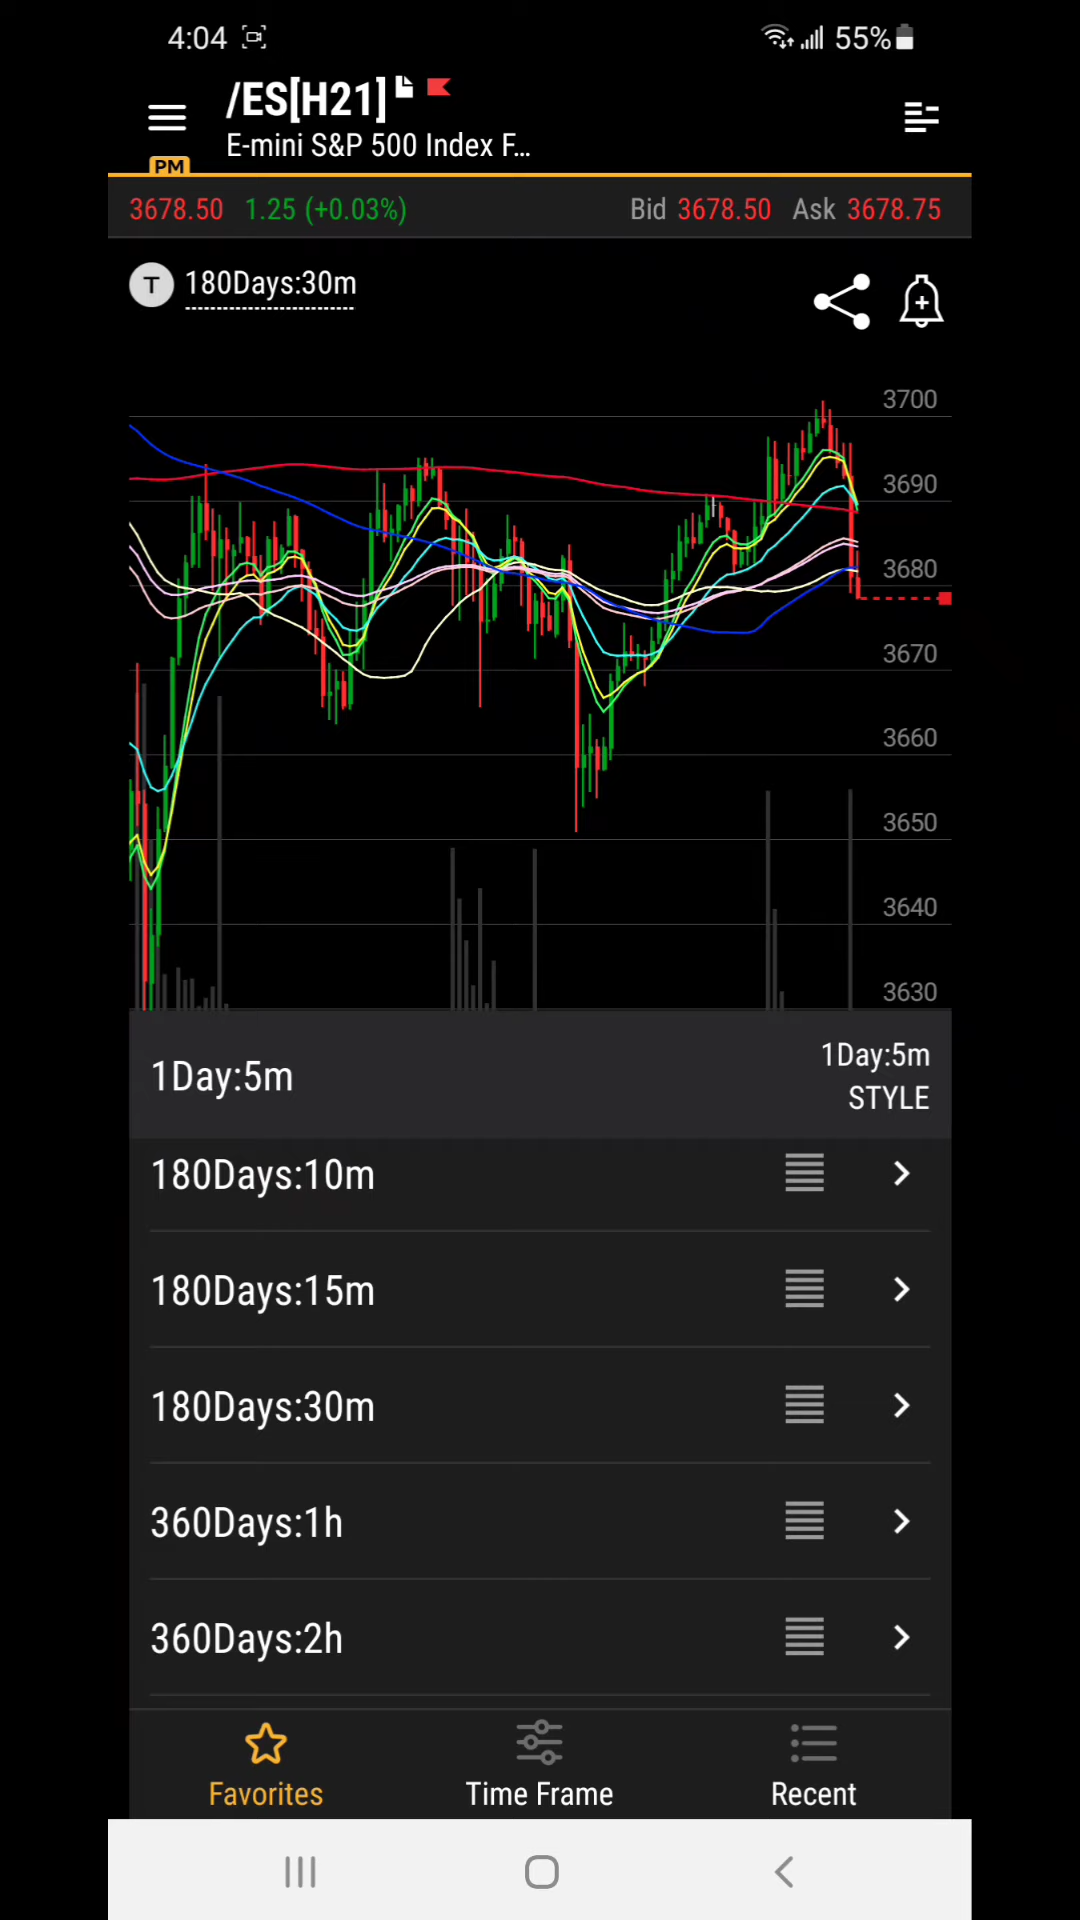 4:04
55%
/ES[H21]
E-mini S&P 500 Index F...
PM
3678.50 1.25 (+0.03%) Bid 3678.50 Ask 3678.75
T 180Days:30m
3700
3690
3680
3670
3660
3650
3640
3630
1Day:5m
1Day:5m
STYLE
180Days:10m
180Days:15m
180Days:30m
360Days:1h
360Days:2h
Favorites Time Frame Recent